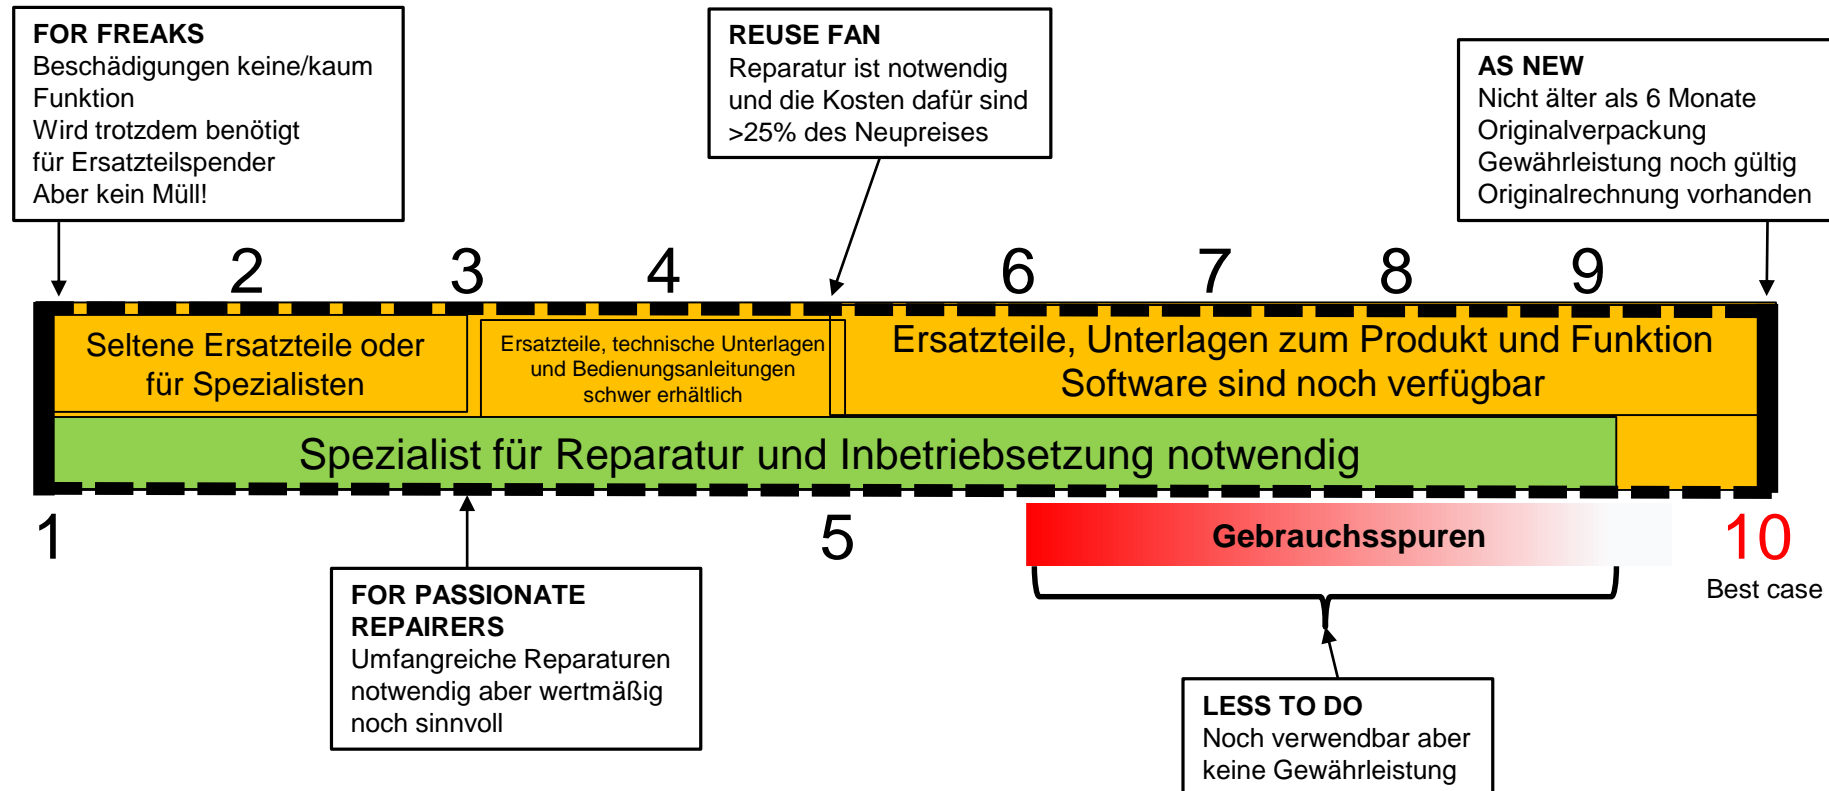 FOR FREAKS
Beschädigungen keine/kaum
Funktion
Wird trotzdem benötigt
für Ersatzteilspender
Aber kein Müll!
REUSE FAN
Reparatur ist notwendig
und die Kosten dafür sind
>25% des Neupreises
AS NEW
Nicht älter als 6 Monate
Originalverpackung
Gewährleistung noch gültig
Originalrechnung vorhanden
2 3 4 6 7 8 9
Seltene Ersatzteile oder
für Spezialisten
Ersatzteile, technische Unterlagen
und Bedienungsanleitungen
schwer erhältlich
Ersatzteile, Unterlagen zum Produkt und Funktion
Software sind noch verfügbar
Spezialist für Reparatur und Inbetriebsetzung notwendig
1 5 10
Gebrauchsspuren
Best case
FOR PASSIONATE
REPAIRERS
Umfangreiche Reparaturen
notwendig aber wertmäßig
noch sinnvoll
LESS TO DO
Noch verwendbar aber
keine Gewährleistung